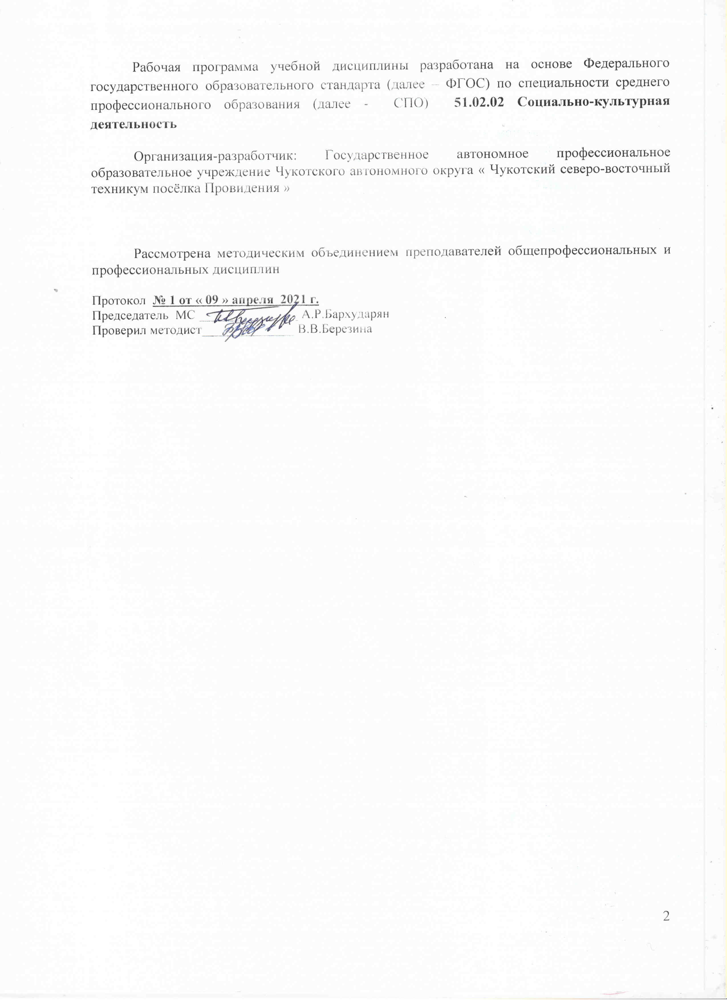 Рабочая программа учебной дисциплины разработана на основе Федерального
государственного образовательного стандарта (далее – ФГОС) по специальности среднего
профессионального образования (далее - СПО) 51.02.02 Социально-культурная
деятельность
Организация-разработчик: Государственное автономное профессиональное
образовательное учреждение Чукотского автономного округа « Чукотский северо-восточный
техникум посёлка Провидения »
Рассмотрена методическим объединением преподавателей общепрофессиональных и
профессиональных дисциплин
Протокол № 1 от « 09 » апреля 2021 г.
Председатель МС А.Р.Бархударян
Проверил методист В.В.Березина
2